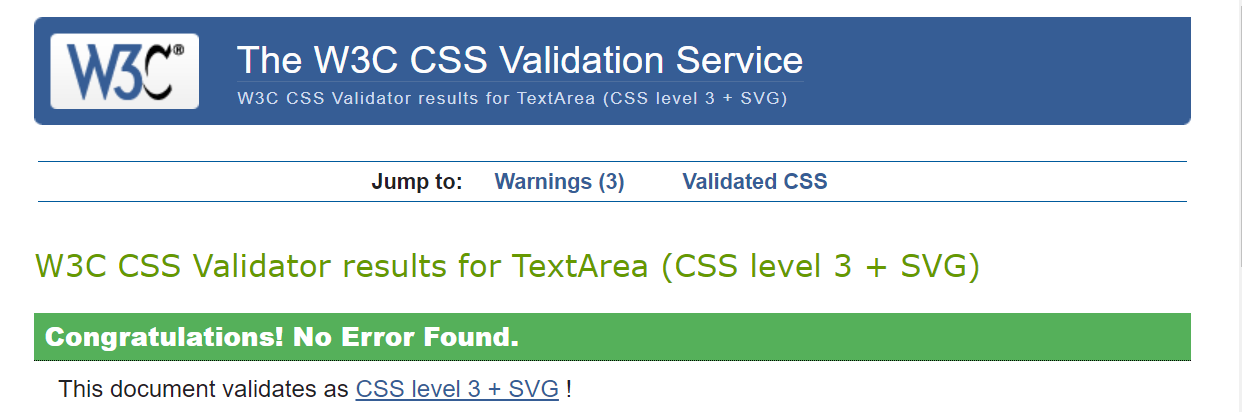 W3C®
The W3C CSS Validation Service
W3C CSS Validator results for TextArea (CSS level 3 + SVG)
Jump to: Warnings (3) Validated CSS
W3C CSS Validator results for TextArea (CSS level 3 + SVG)
Congratulations! No Error Found.
This document validates as CSS level 3 + SVG !